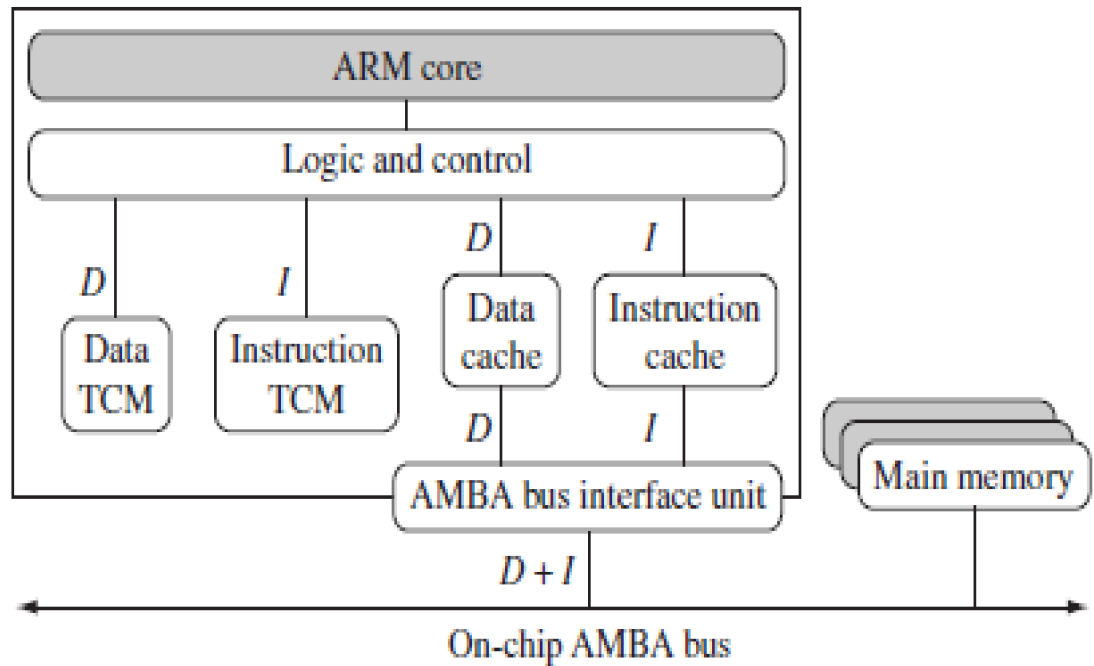 ARM core
Logic and control
D
I
D
I
Data
TCM
Instruction
TCM
Data
cache
Instruction
cache
D
I
Main memory
AMBA bus interface unit
D + I
On-chip AMBA bus